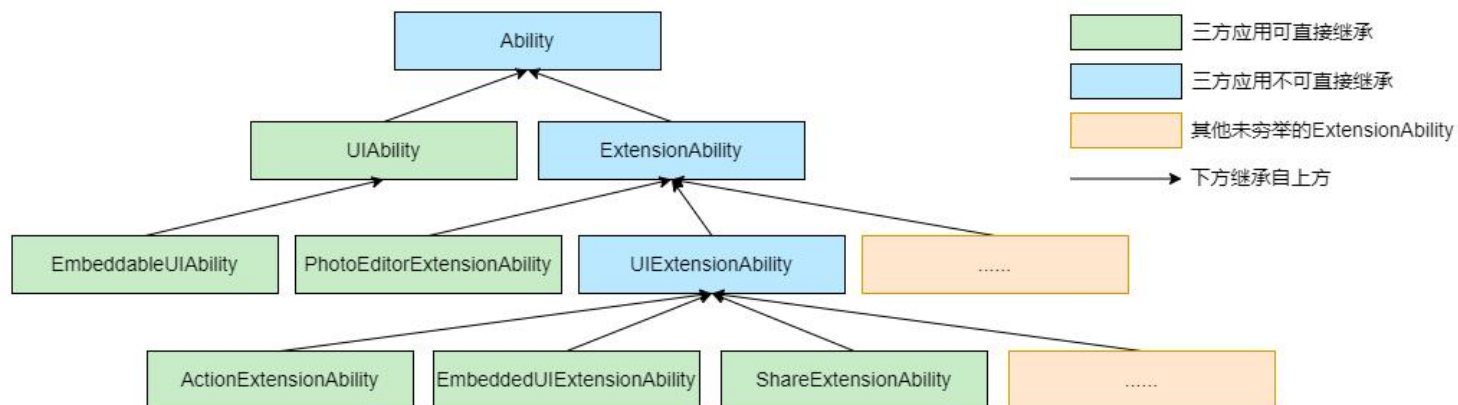 Ability
三方应用可直接继承
三方应用不可直接继承
UIAbility
ExtensionAbility
其他未穷举的ExtensionAbility
下方继承自上方
EmbeddableUIAbility
PhotoEditorExtensionAbility
UIExtensionAbility
......
ActionExtensionAbility
EmbeddedUIExtensionAbility
ShareExtensionAbility
......